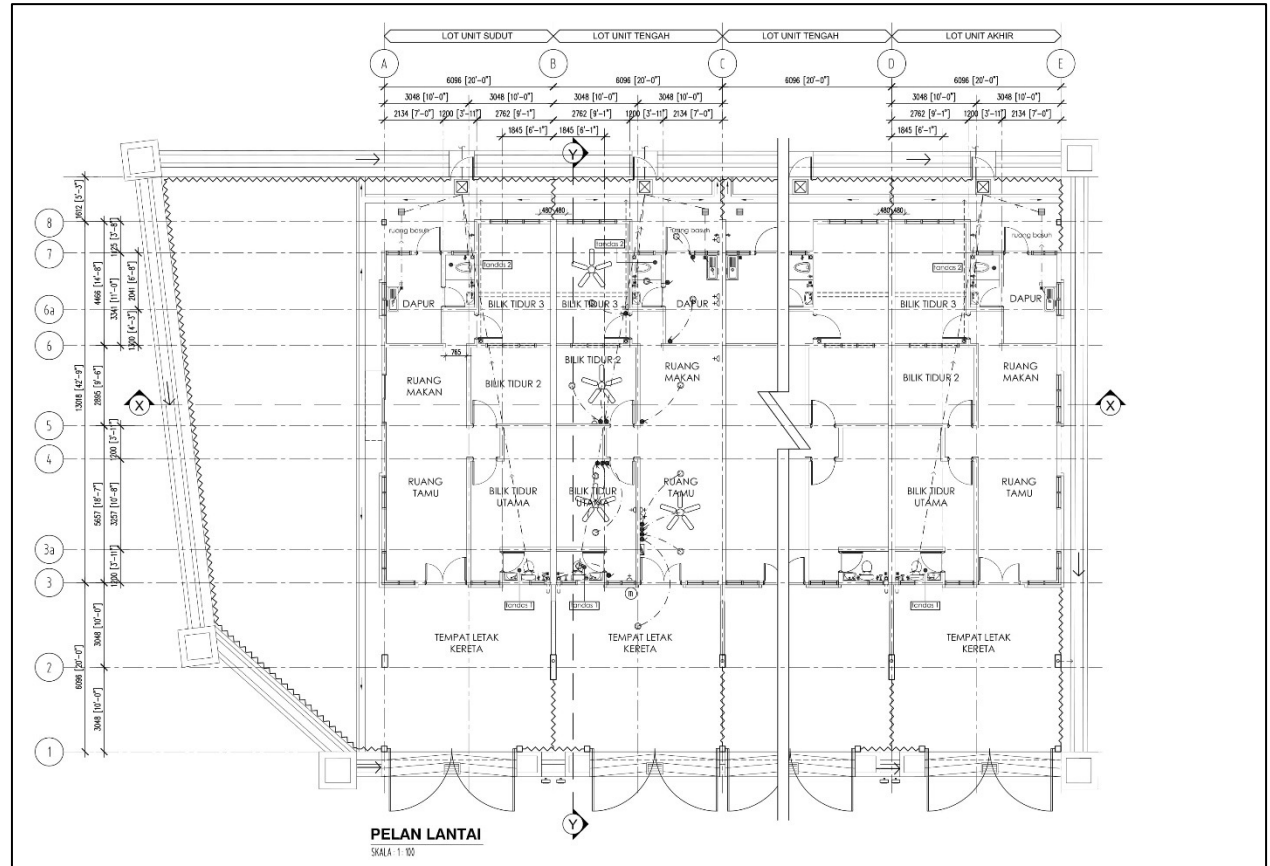 LOT UNIT SUDUT LOT UNIT TENGAH LOT UNIT TENGAH LOT UNIT AKHIR
A B C D E
6096 [20'-0"] 6096 [20'-0"] 6096 [20'-0"] 6096 [20'-0"]
3048 [10'-0"] 3048 [10'-0"] 3048 [10'-0"] 3048 [10'-0"] 3048 [10'-0"] 3048 [10'-0"]
2134 [7'-0"] 1200 [3'-11"] 2762 [9'-1"] 2762 [9'-1"] 1200 [3'-11"] 2134 [7'-0"] 2762 [9'-1"] 1200 [3'-11"] 2134 [7'-0"]
1845 [6'-1"] 1845 [6'-1"] 1845 [6'-1"]
Y
1612 [5'-3"]
8 480 480 480 480
ruang basuh ruang basuh ruang basuh
1125 [3'-8"]
tandas 2
7
tandas 2 tandas 2
4466 [14'-8"] 3341 [11'-0"] 2041 [6'-8"]
DAPUR BILIK TIDUR 3 BILIK TIDUR 3 DAPUR BILIK TIDUR 3 DAPUR
6a
1300 [4'-3"]
6
765
BILIK TIDUR 2
RUANG MAKAN BILIK TIDUR 2 RUANG MAKAN BILIK TIDUR 2 RUANG MAKAN
13018 [42'-9"] 2895 [9'-6"]
X X
5
1200 [3'-11"]
4
RUANG TAMU BILIK TIDUR UTAMA BILIK TIDUR UTAMA RUANG TAMU BILIK TIDUR UTAMA RUANG TAMU
5657 [18'-7"] 3257 [10'-8"]
3a
1200 [3'-11"]
3
m
tandas 1 tandas 1 tandas 1
3048 [10'-0"]
TEMPAT LETAK KERETA TEMPAT LETAK KERETA TEMPAT LETAK KERETA
2
6096 [20'-0"]
3048 [10'-0"]
1
Y
PELAN LANTAI
SKALA : 1 : 100